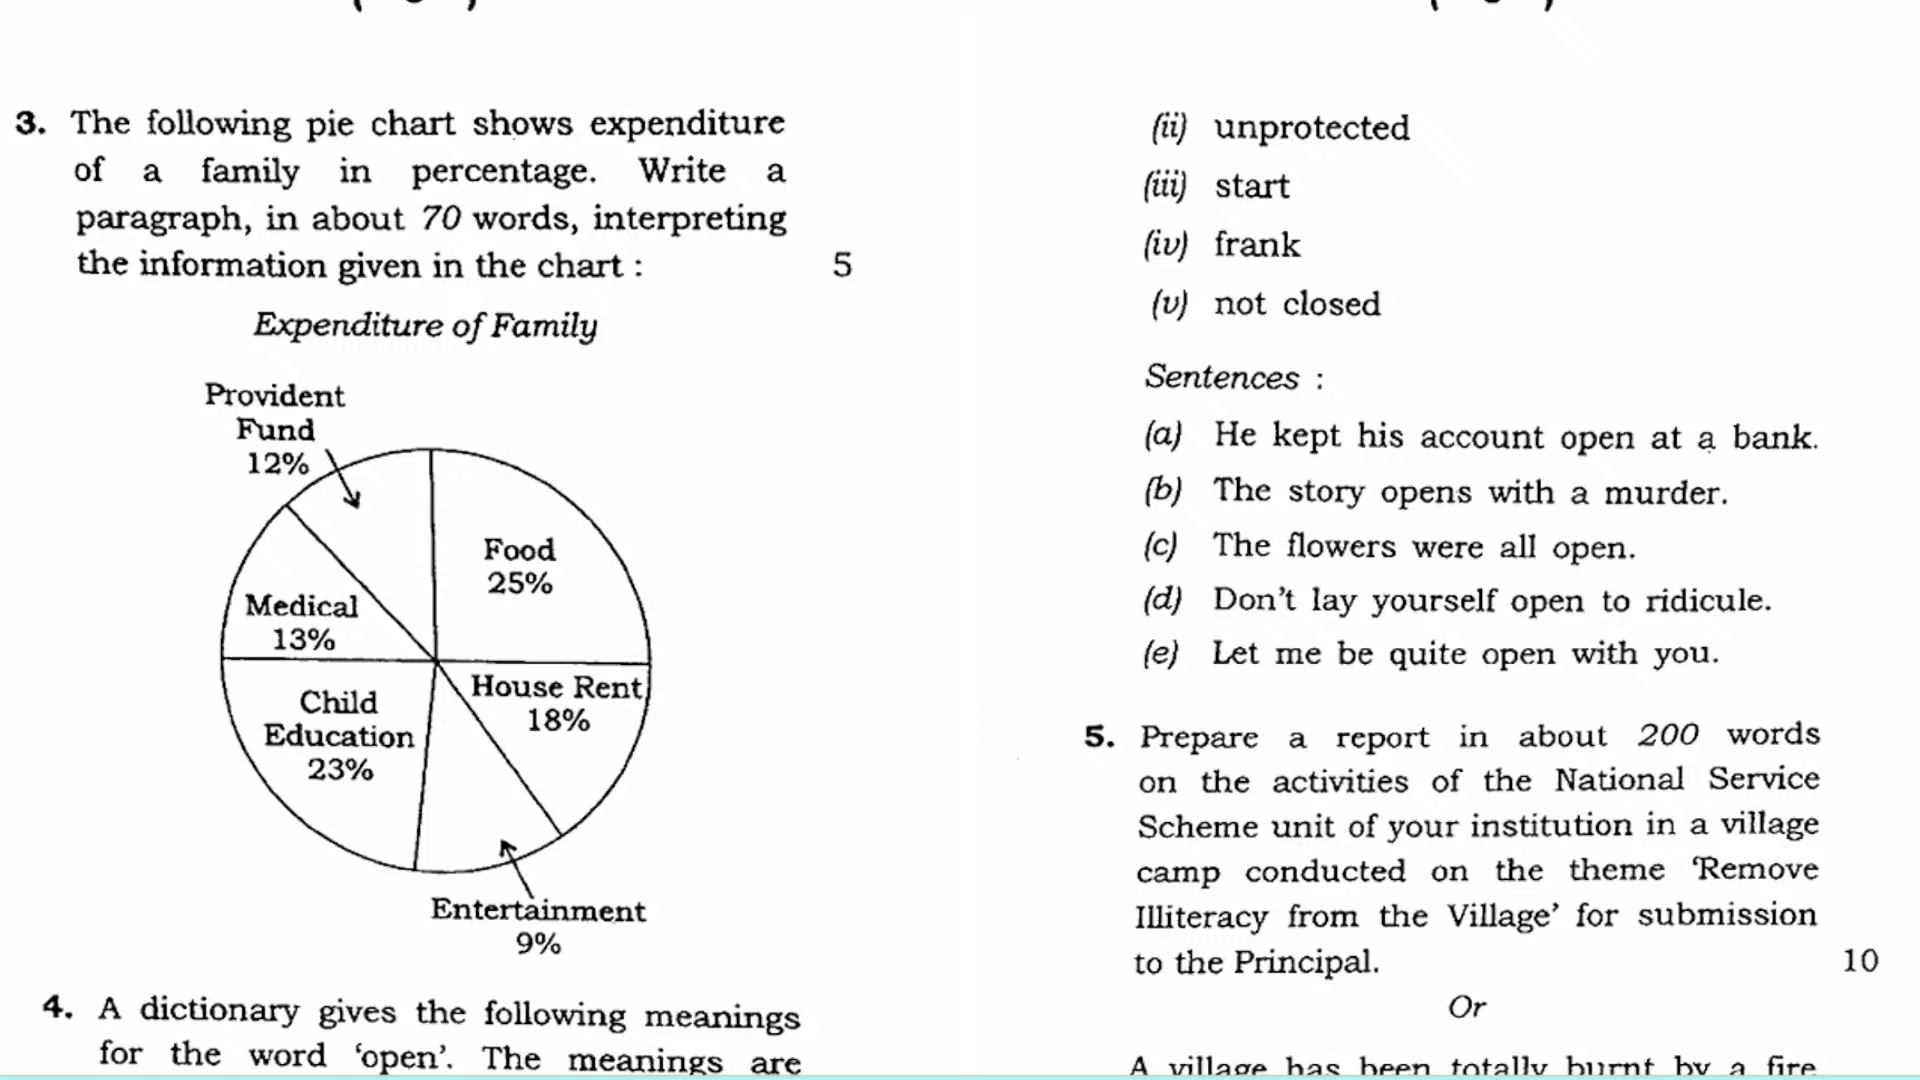 3. The following pie chart shows expenditure
of a family in percentage. Write a
paragraph, in about 70 words, interpreting
the information given in the chart : 5
Expenditure of Family
Provident
Fund
12%
Food
25%
Medical
13%
House Rent
18%
Child
Education
23%
Entertainment
9%
4. A dictionary gives the following meanings
for the word ‘open’. The meanings are
(ii) unprotected
(iii) start
(iv) frank
(v) not closed
Sentences :
(a) He kept his account open at a bank.
(b) The story opens with a murder.
(c) The flowers were all open.
(d) Don’t lay yourself open to ridicule.
(e) Let me be quite open with you.
5. Prepare a report in about 200 words
on the activities of the National Service
Scheme unit of your institution in a village
camp conducted on the theme ‘Remove
Illiteracy from the Village’ for submission
to the Principal. 10
Or
A village has been totally burnt by a fire